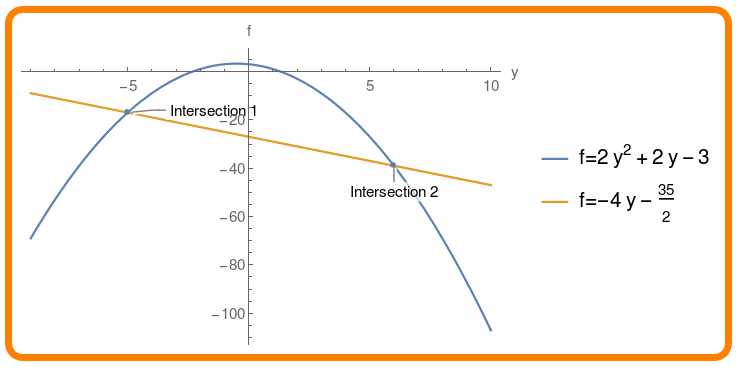 f
y
−5
5
10
−20
−40
−60
−80
−100
Intersection 1
Intersection 2
f=2 y² + 2 y − 3
f=−4 y − 35/2